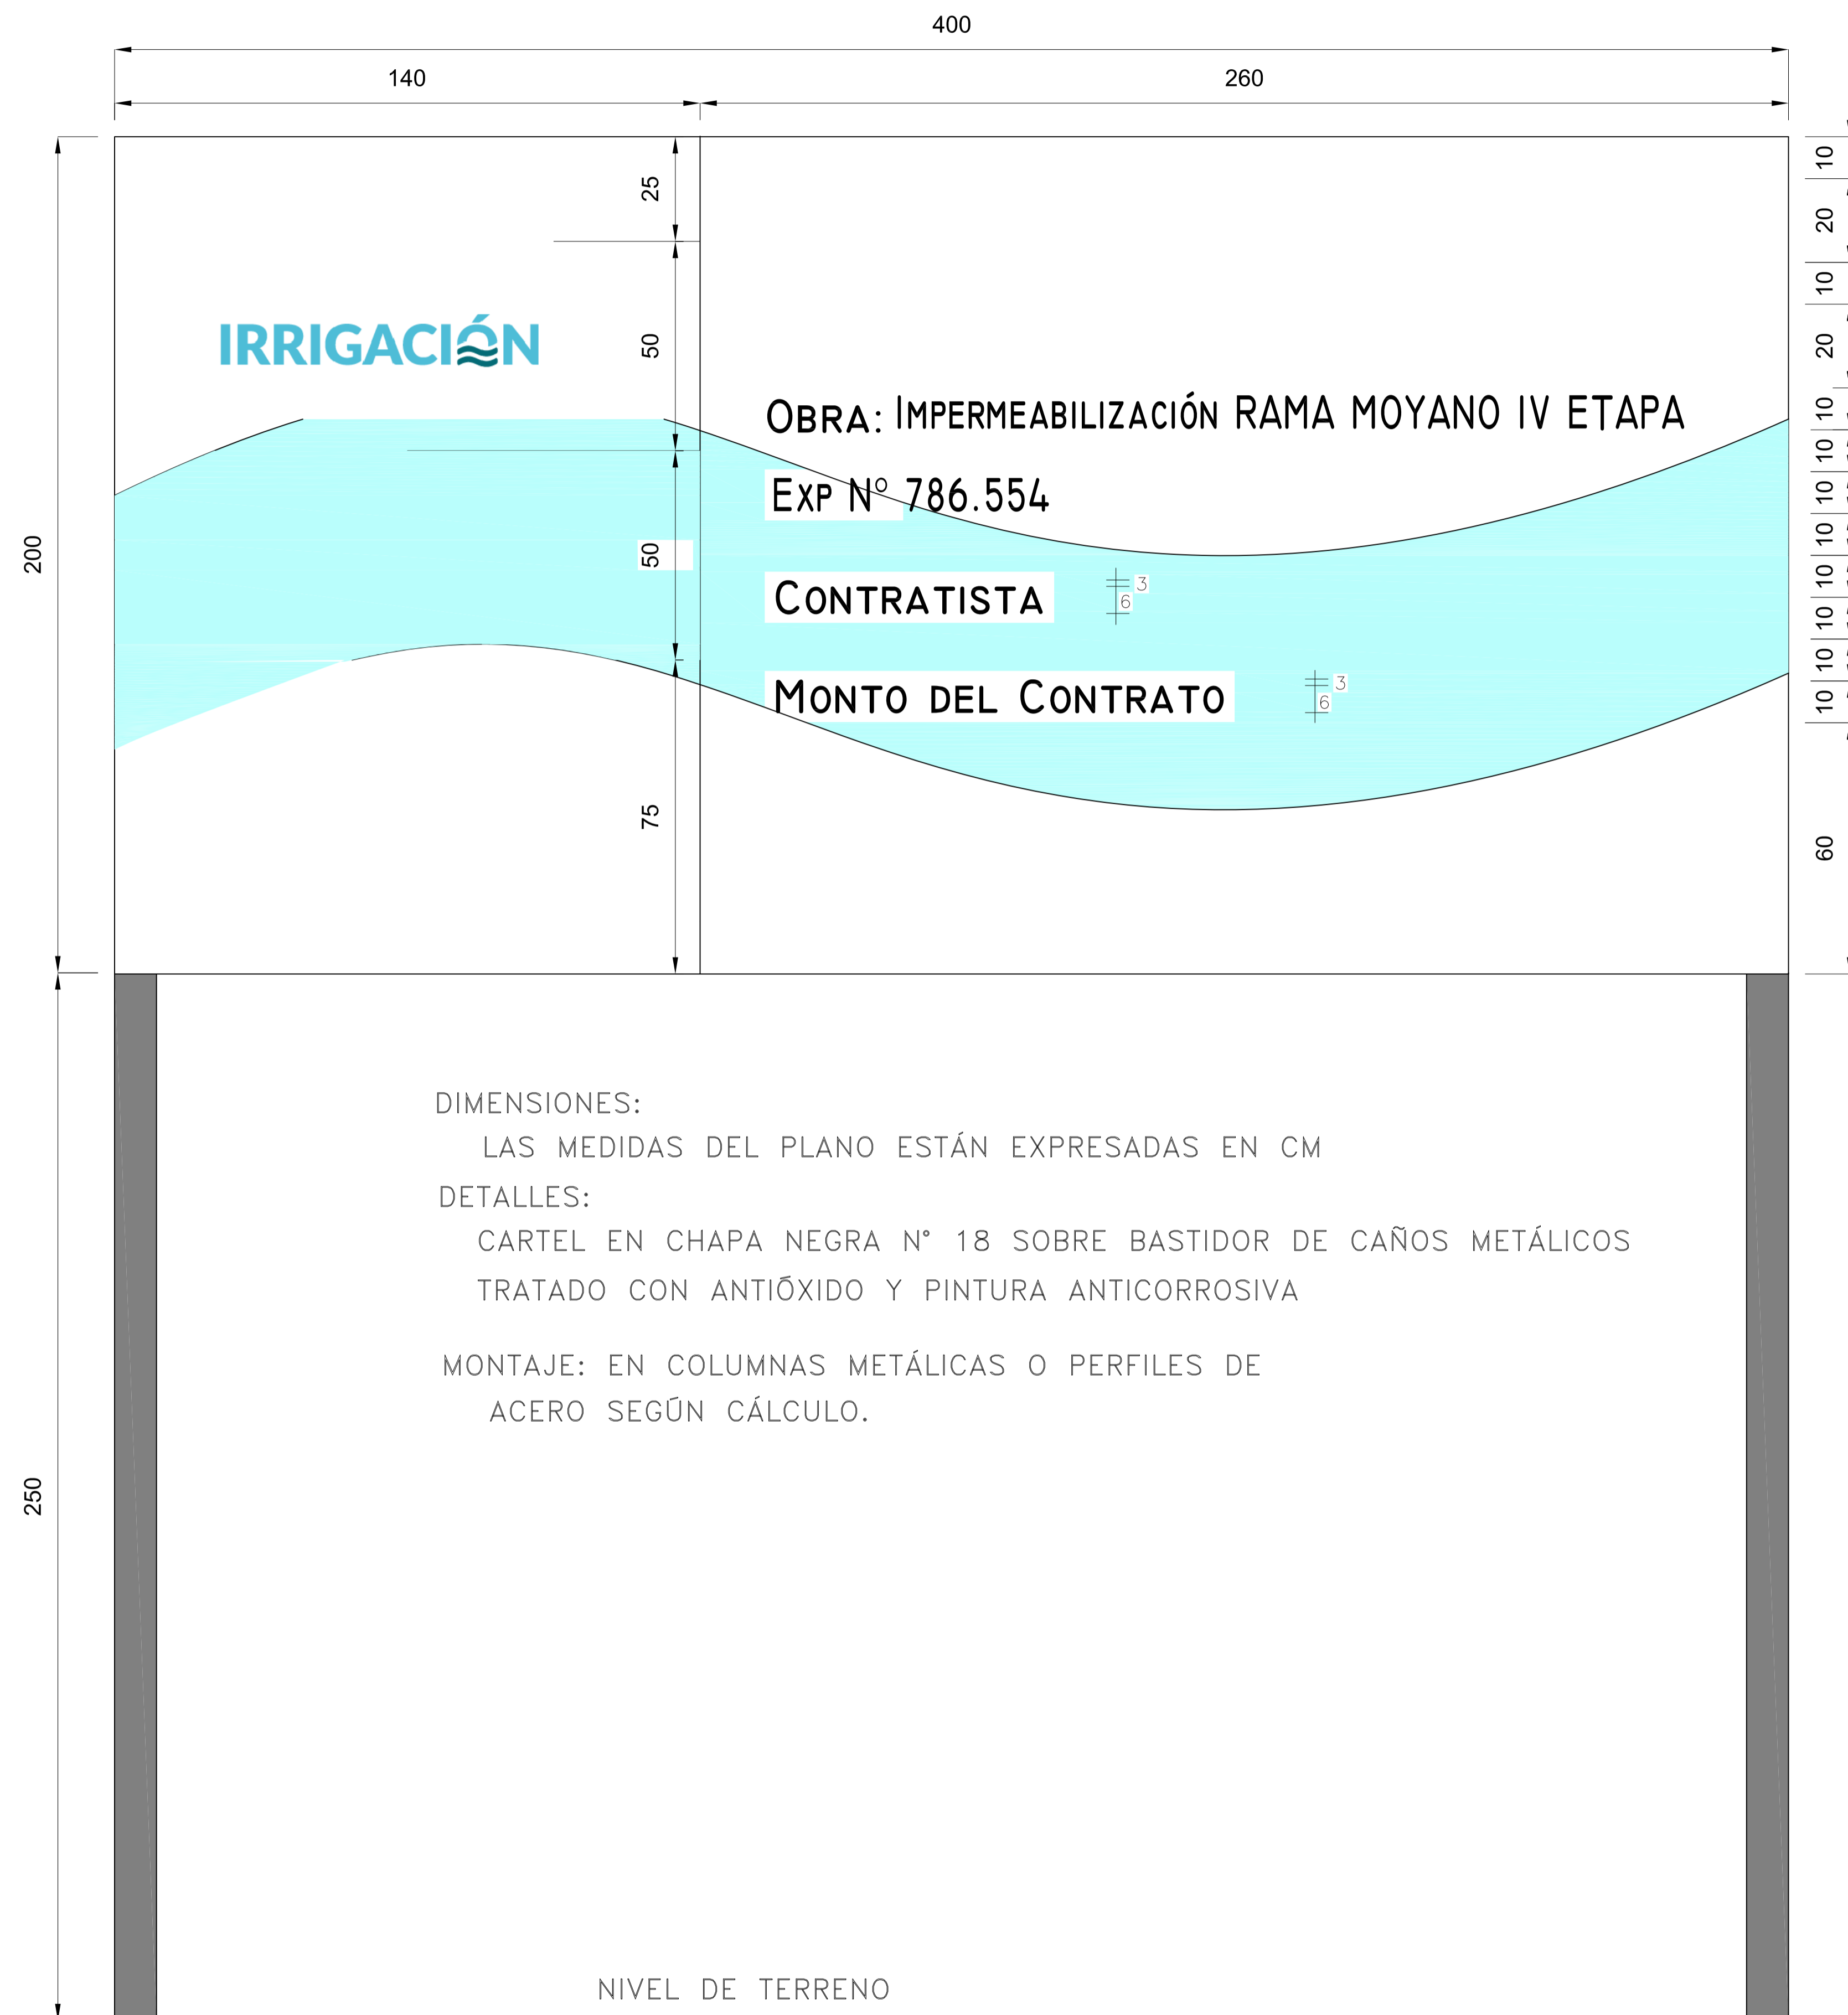 400
140
260
25
50
50
75
200
250
10
20
10
20
10
10
10
10
10
10
10
60
IRRIGACIÓN
OBRA: IMPERMEABILIZACIÓN RAMA MOYANO IV ETAPA
EXP N° 786.554
CONTRATISTA
3
6
MONTO DEL CONTRATO
3
6
DIMENSIONES:
LAS MEDIDAS DEL PLANO ESTÁN EXPRESADAS EN CM
DETALLES:
CARTEL EN CHAPA NEGRA N° 18 SOBRE BASTIDOR DE CAÑOS METÁLICOS
TRATADO CON ANTIÓXIDO Y PINTURA ANTICORROSIVA
MONTAJE: EN COLUMNAS METÁLICAS O PERFILES DE
ACERO SEGÚN CÁLCULO.
NIVEL DE TERRENO